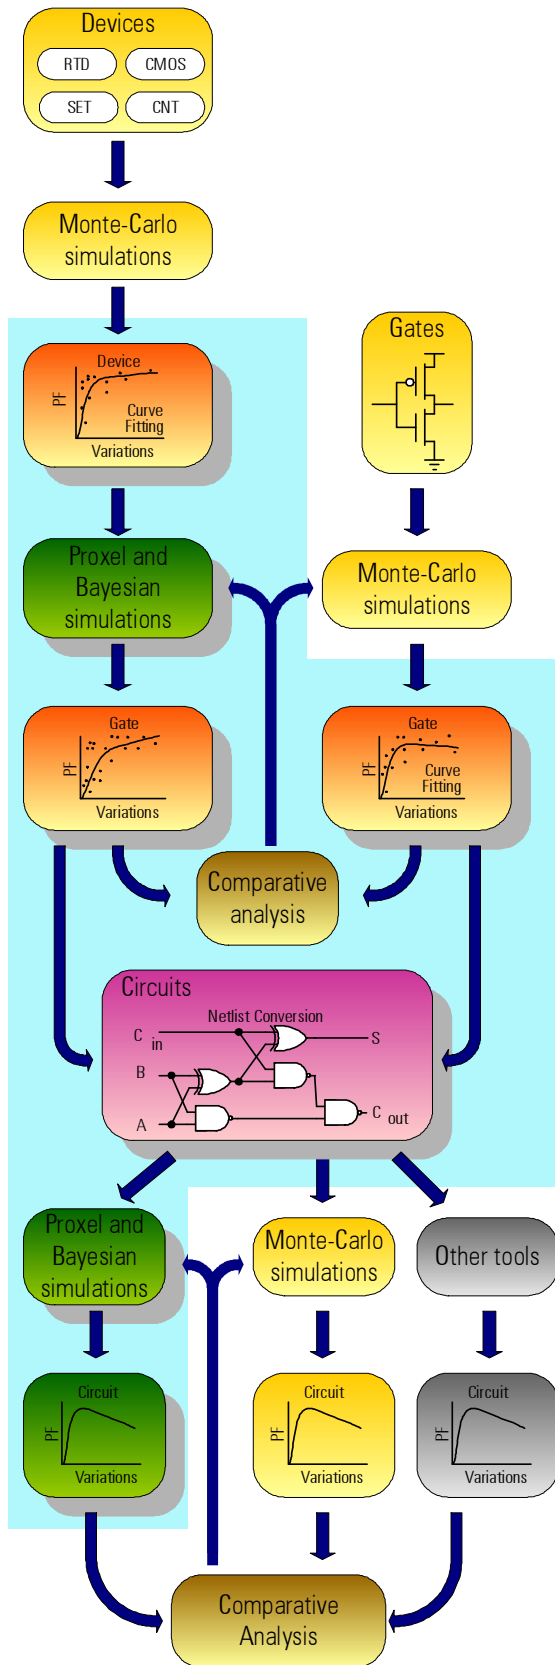 Devices
RTD
CMOS
SET
CNT
Monte-Carlo
simulations
Device
PF
Curve
Fitting
Variations
Gates
Proxel and
Bayesian
simulations
Monte-Carlo
simulations
Gate
PF
Variations
Gate
PF
Curve
Fitting
Variations
Comparative
analysis
Circuits
Netlist Conversion
C in
S
B
A
C out
Proxel and
Bayesian
simulations
Monte-Carlo
simulations
Other tools
Circuit
PF
Variations
Circuit
PF
Variations
Circuit
PF
Variations
Comparative
Analysis